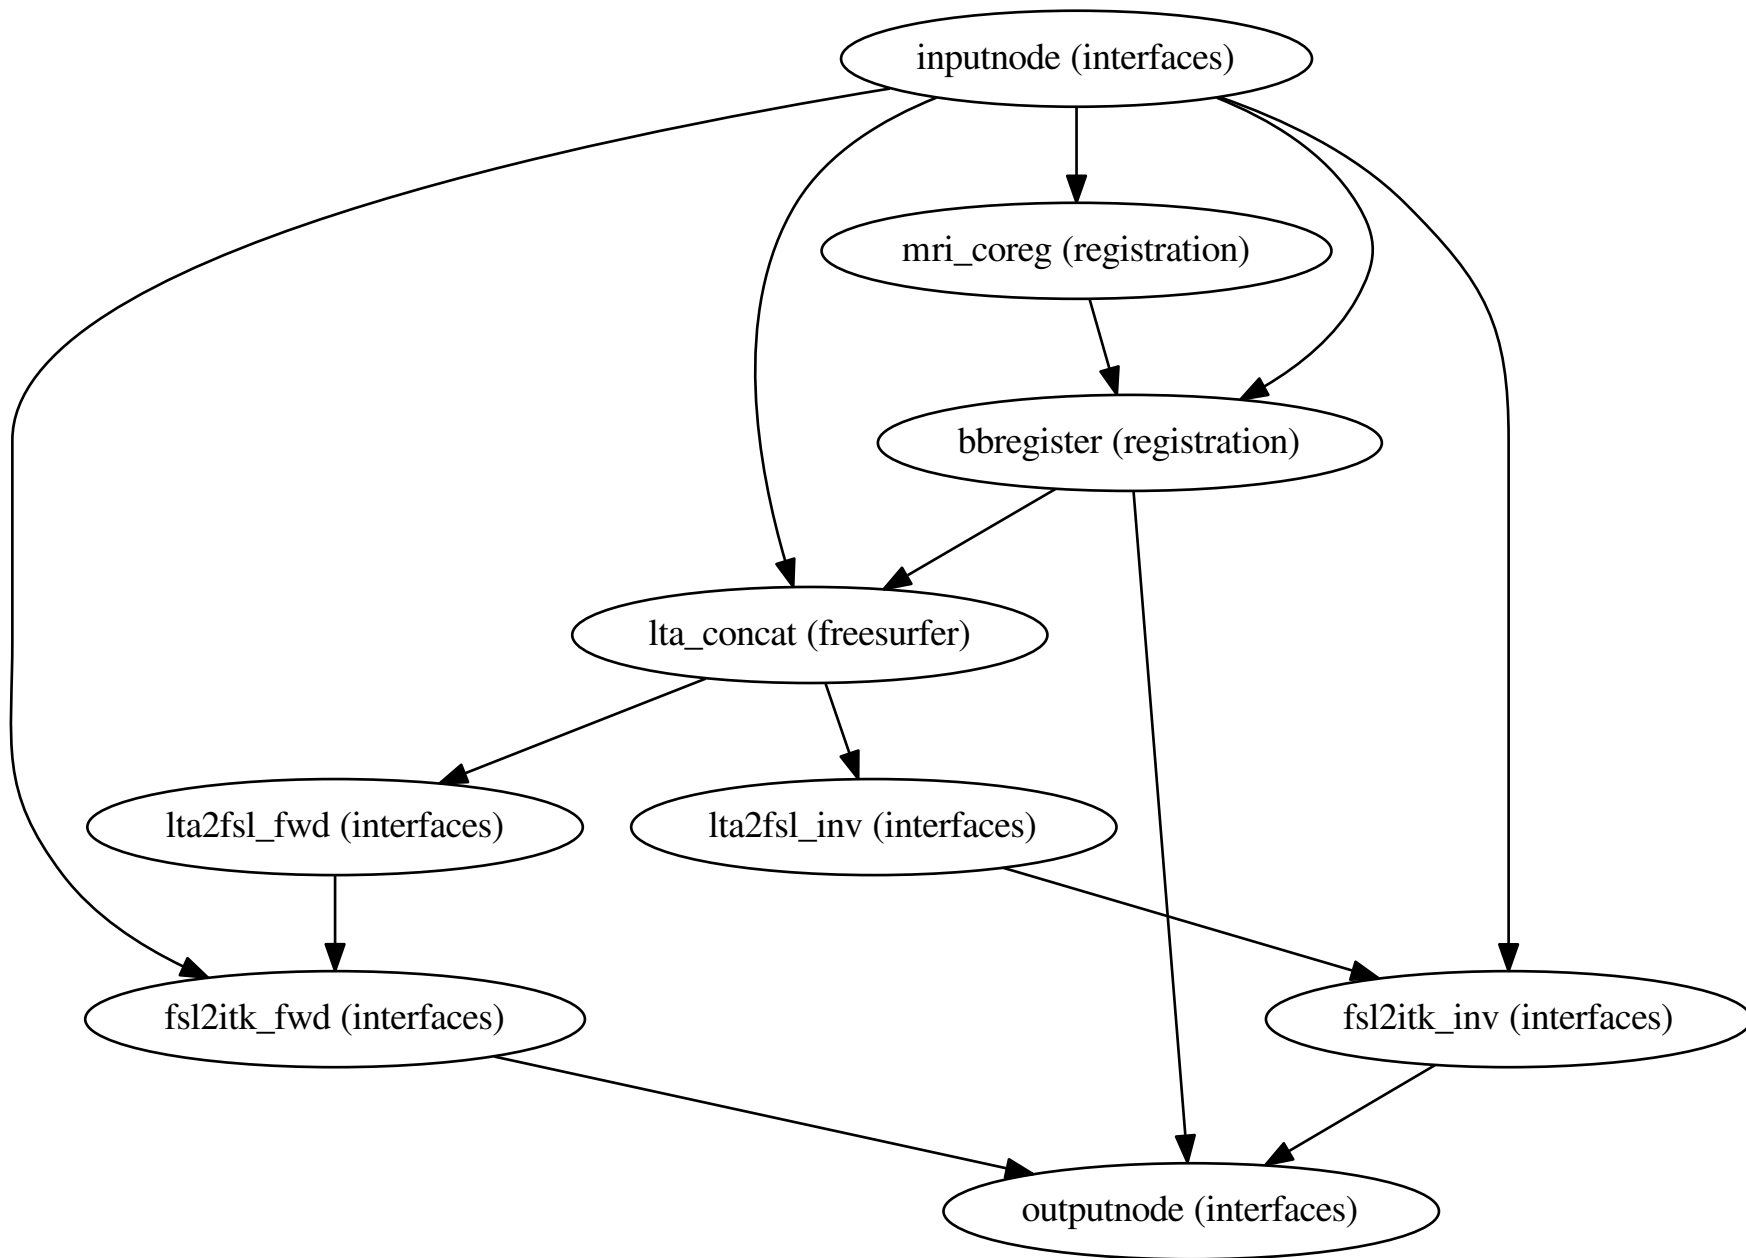 inputnode (interfaces)
mri_coreg (registration)
bbregister (registration)
lta_concat (freesurfer)
lta2fsl_fwd (interfaces)
lta2fsl_inv (interfaces)
fsl2itk_fwd (interfaces)
fsl2itk_inv (interfaces)
outputnode (interfaces)